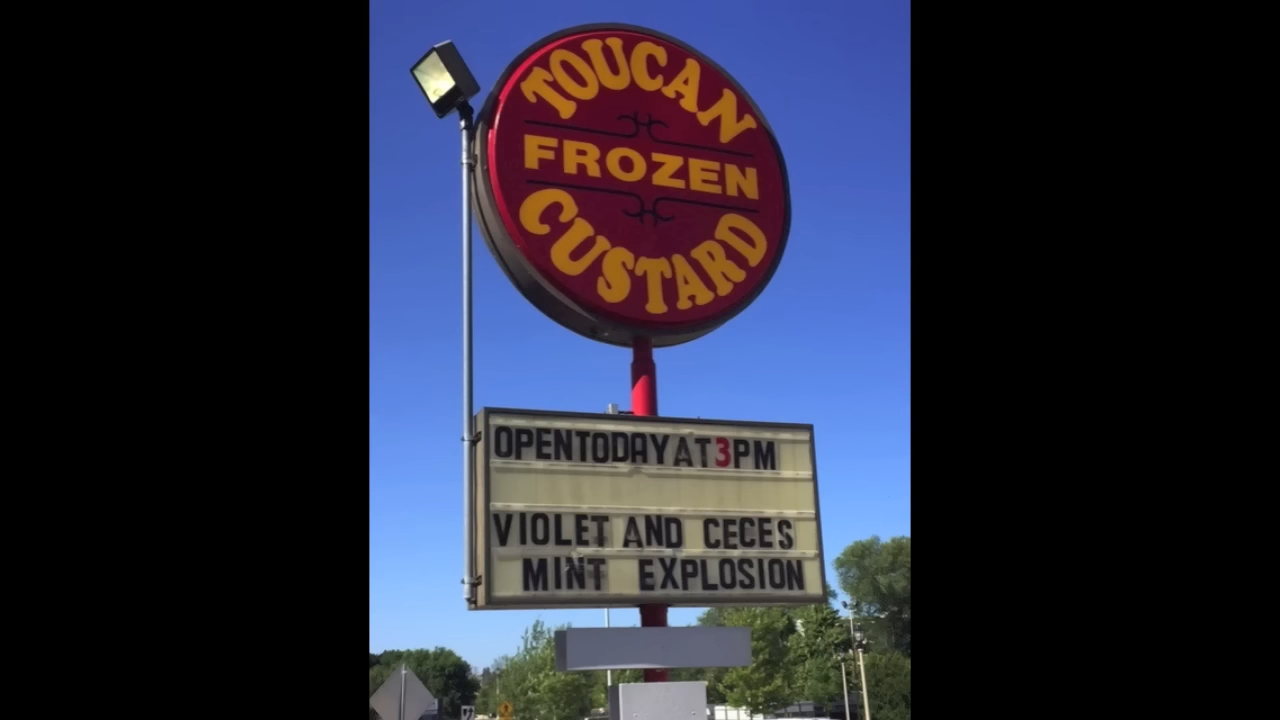 TOUCAN
FROZEN
CUSTARD
OPENTODAYAT3PM
VIOLET AND CECES
MINT EXPLOSION